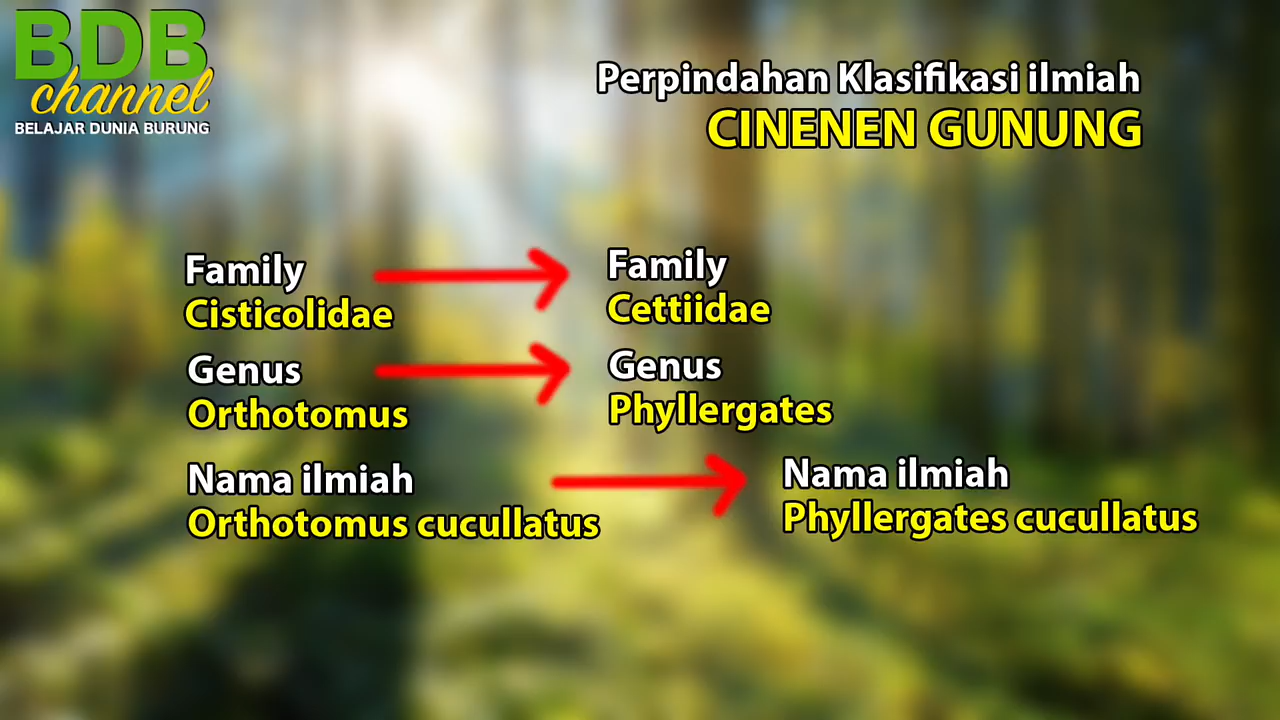 BDB
channel
BELAJAR DUNIA BURUNG
Perpindahan Klasifikasi ilmiah
CINENEN GUNUNG
Family
Cisticolidae
Family
Cettiidae
Genus
Orthotomus
Genus
Phyllergates
Nama ilmiah
Orthotomus cucullatus
Nama ilmiah
Phyllergates cucullatus